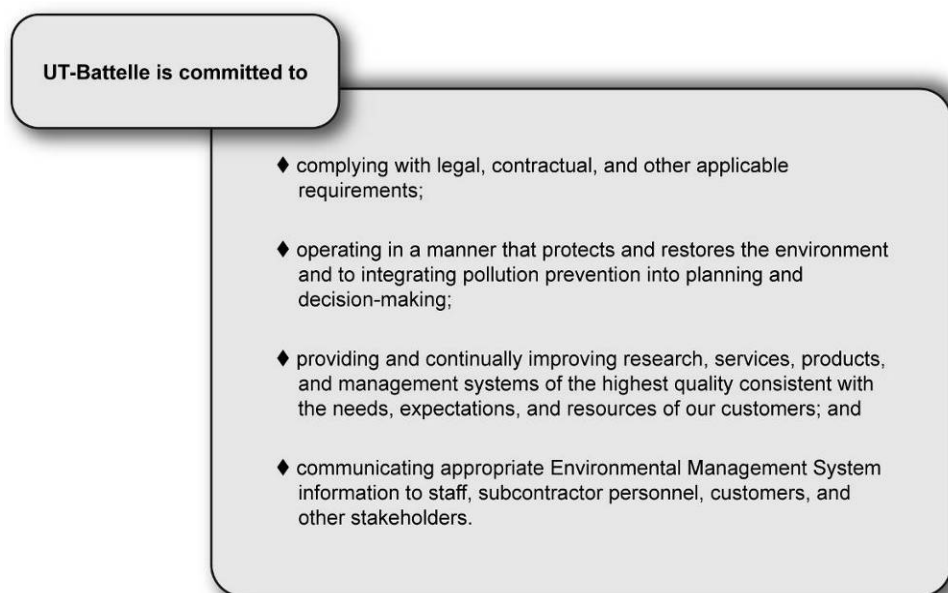 UT-Battelle is committed to
♦ complying with legal, contractual, and other applicable
requirements;
♦ operating in a manner that protects and restores the environment
and to integrating pollution prevention into planning and
decision-making;
♦ providing and continually improving research, services, products,
and management systems of the highest quality consistent with
the needs, expectations, and resources of our customers; and
♦ communicating appropriate Environmental Management System
information to staff, subcontractor personnel, customers, and
other stakeholders.